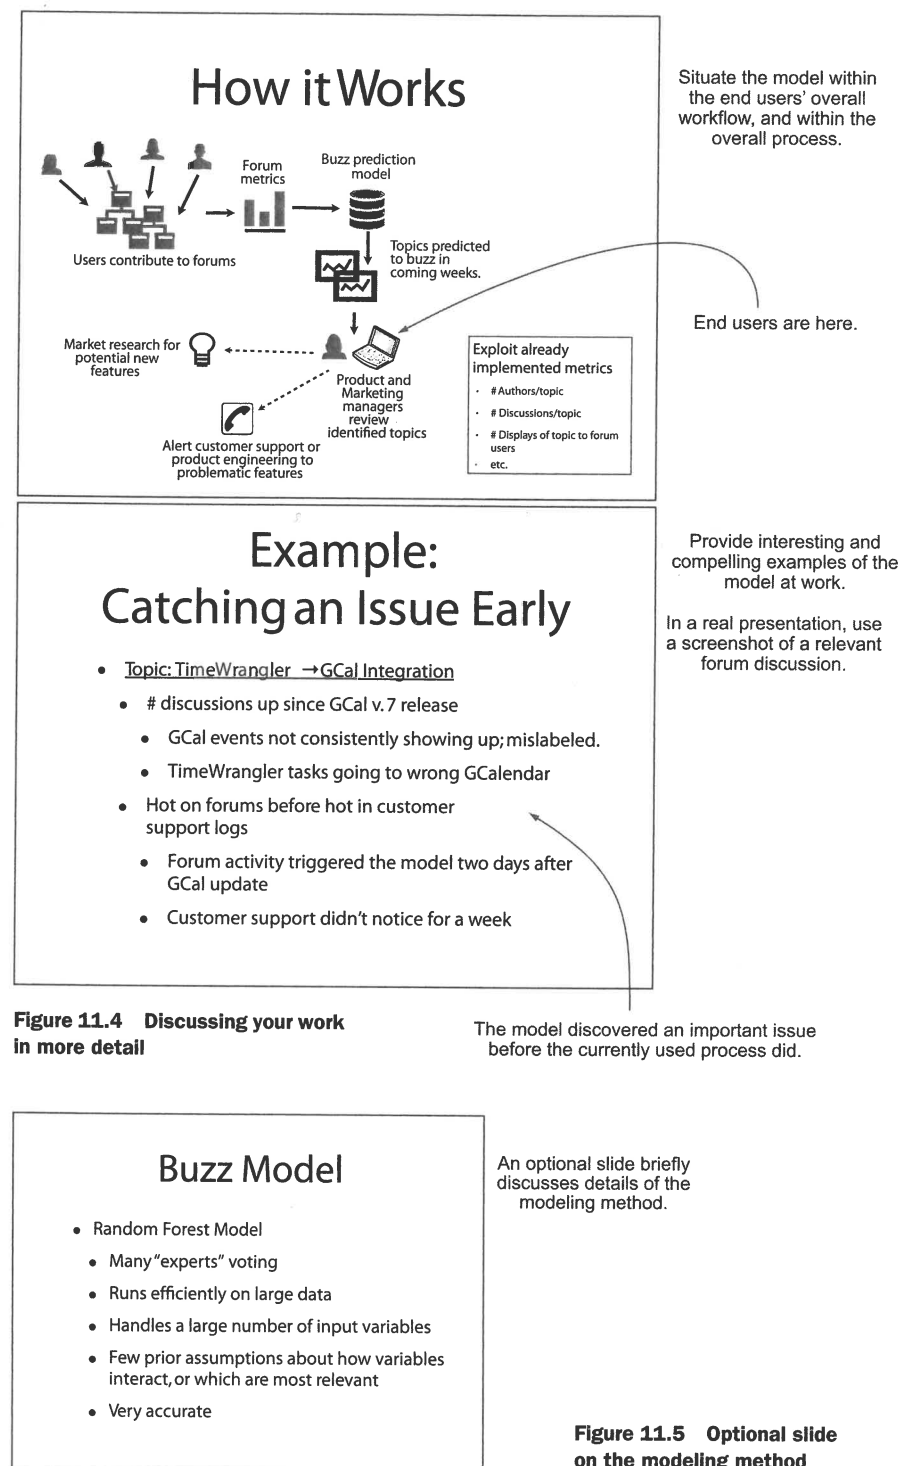 How it Works
Situate the model within
the end users' overall
workflow, and within the
overall process.
Forum
metrics
Buzz prediction
model
Users contribute to forums
Topics predicted
to buzz in
coming weeks.
End users are here.
Market research for
potential new
features
Product and
Marketing
managers
review
identified topics
Alert customer support or
product engineering to
problematic features
Exploit already
implemented metrics
· # Authors/topic
· # Discussions/topic
· # Displays of topic to forum
users
· etc.
Example:
Catching an Issue Early
Provide interesting and
compelling examples of the
model at work.
In a real presentation, use
a screenshot of a relevant
forum discussion.
• Topic: TimeWrangler →GCal Integration
• # discussions up since GCal v. 7 release
• GCal events not consistently showing up; mislabeled.
• TimeWrangler tasks going to wrong GCalendar
• Hot on forums before hot in customer
support logs
• Forum activity triggered the model two days after
GCal update
• Customer support didn't notice for a week
Figure 11.4 Discussing your work
in more detail
The model discovered an important issue
before the currently used process did.
Buzz Model
An optional slide briefly
discusses details of the
modeling method.
• Random Forest Model
• Many "experts" voting
• Runs efficiently on large data
• Handles a large number of input variables
• Few prior assumptions about how variables
interact, or which are most relevant
• Very accurate
Figure 11.5 Optional slide
on the modeling method